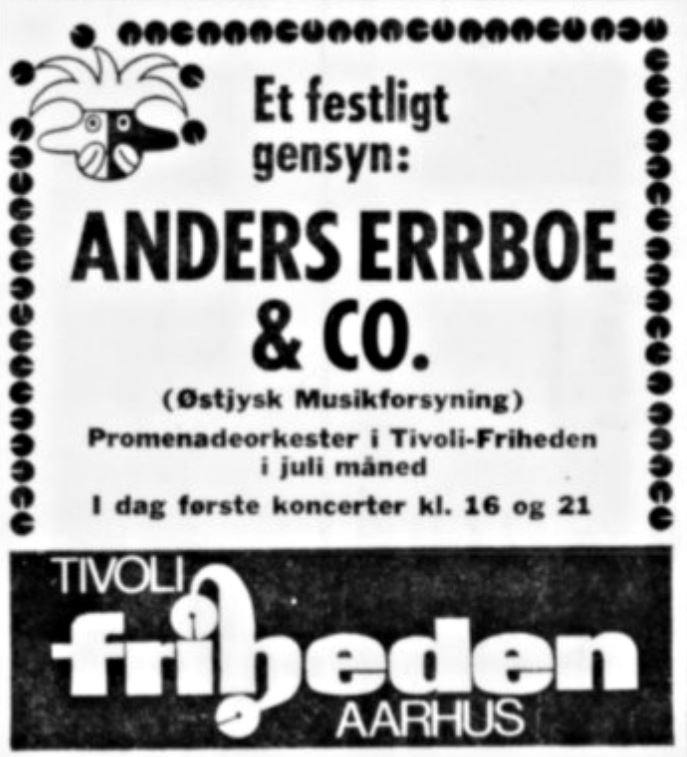 Et festligt
gensyn:
ANDERS ERRBOE
& CO.
(Østjysk Musikforsyning)
Promenadeorkester i Tivoli-Friheden
i juli måned
I dag første koncerter kl. 16 og 21
TIVOLI
friheden
AARHUS